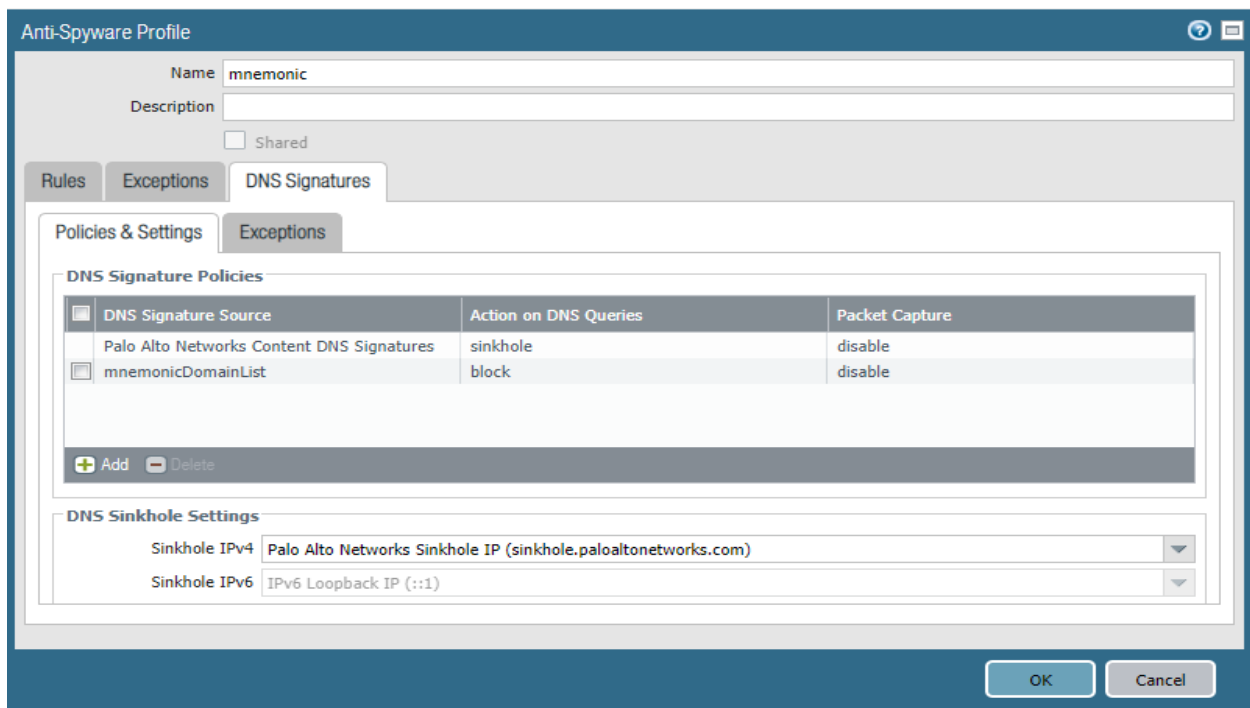 Anti-Spyware Profile
Name mnemonic
Description
Shared
Rules Exceptions DNS Signatures
Policies & Settings Exceptions
DNS Signature Policies
DNS Signature Source Action on DNS Queries Packet Capture
Palo Alto Networks Content DNS Signatures sinkhole disable
mnemonicDomainList block disable
Add Delete
DNS Sinkhole Settings
Sinkhole IPv4 Palo Alto Networks Sinkhole IP (sinkhole.paloaltonetworks.com)
Sinkhole IPv6 IPv6 Loopback IP (::1)
OK Cancel